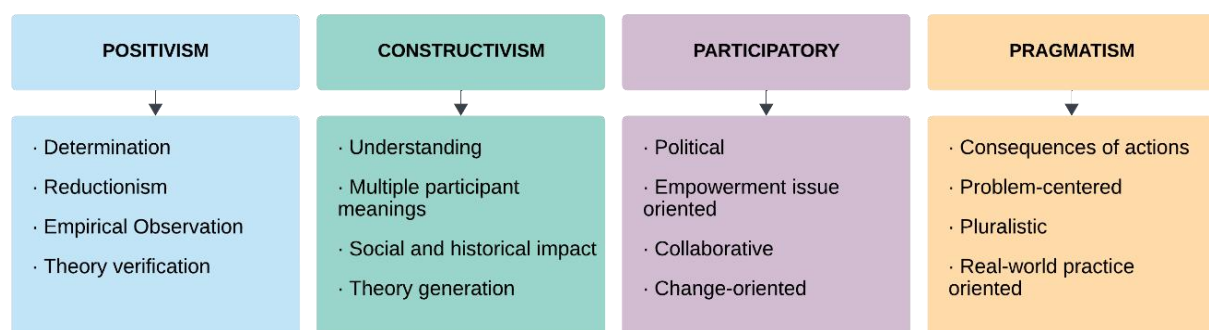 POSITIVISM
· Determination
· Reductionism
· Empirical Observation
· Theory verification
CONSTRUCTIVISM
· Understanding
· Multiple participant
meanings
· Social and historical impact
· Theory generation
PARTICIPATORY
· Political
· Empowerment issue
oriented
· Collaborative
· Change-oriented
PRAGMATISM
· Consequences of actions
· Problem-centered
· Pluralistic
· Real-world practice
oriented